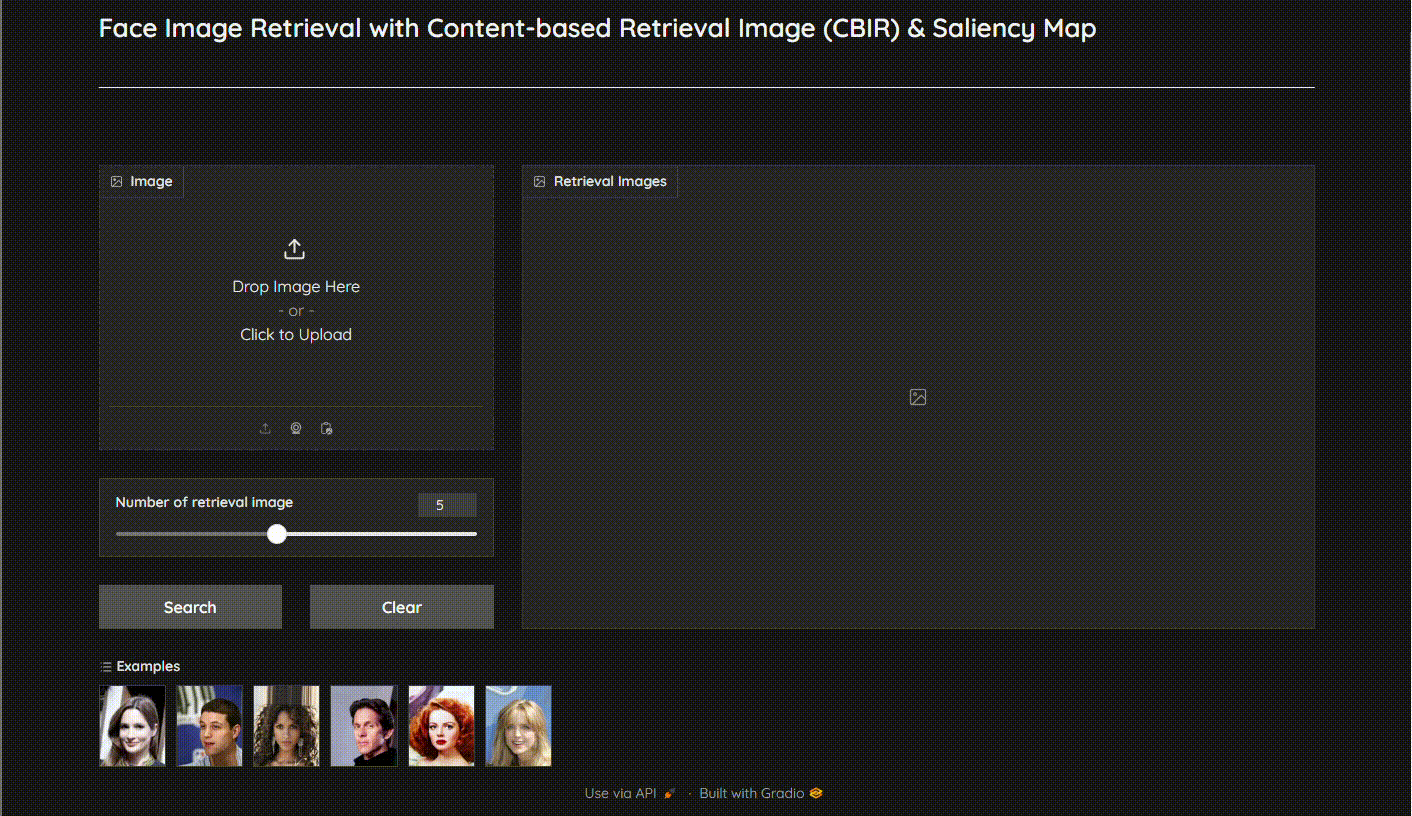 Face Image Retrieval with Content-based Retrieval Image (CBIR) & Saliency Map
Image
Retrieval Images
Drop Image Here
- or -
Click to Upload
Number of retrieval image
5
Search
Clear
Examples
Use via API · Built with Gradio